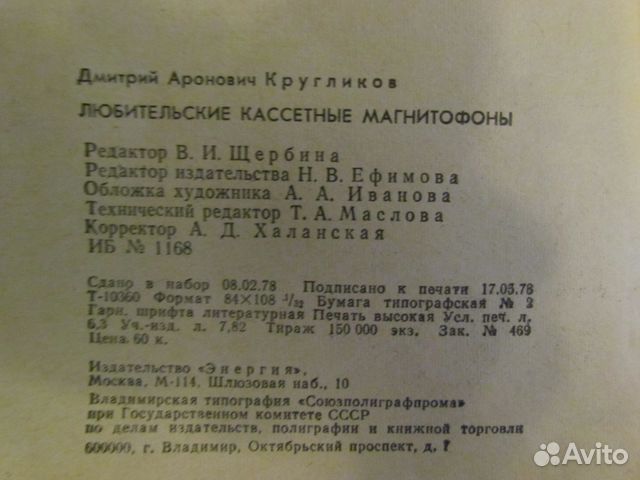 Дмитрий Аронович Кругликов
ЛЮБИТЕЛЬСКИЕ КАССЕТНЫЕ МАГНИТОФОНЫ
Редактор В. И. Щербина
Редактор издательства Н. В. Ефимова
Обложка художника А. А. Иванова
Технический редактор Т. А. Маслова
Корректор А. Д. Халанская
ИБ № 1168
Сдано в набор 08.02.78 Подписано к печати 17.05.78
Т-10360 Формат 84×108 1/32 Бумага типографская № 2
Гарн. шрифта литературная Печать высокая Усл. печ. л.
6,3 Уч.-изд. л. 7,82 Тираж 150 000 экз. Зак. № 469
Цена 60 к.
Издательство «Энергия»,
Москва, М-114, Шлюзовая наб., 10
Владимирская типография «Союзполиграфпрома»
при Государственном комитете СССР
по делам издательств, полиграфии и книжной торговли
600000, г. Владимир, Октябрьский проспект, д. 7
Avito